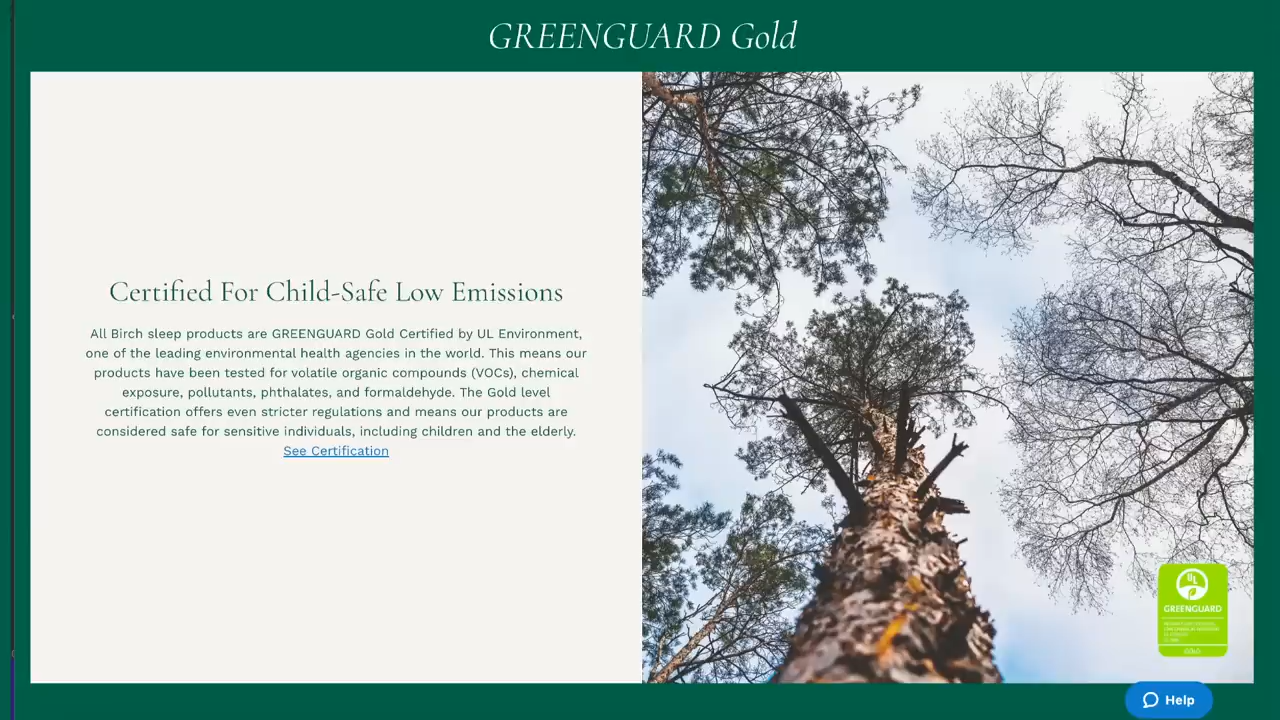 GREENGUARD Gold
Certified For Child-Safe Low Emissions
All Birch sleep products are GREENGUARD Gold Certified by UL Environment,
one of the leading environmental health agencies in the world. This means our
products have been tested for volatile organic compounds (VOCs), chemical
exposure, pollutants, phthalates, and formaldehyde. The Gold level
certification offers even stricter regulations and means our products are
considered safe for sensitive individuals, including children and the elderly.
See Certification
UL
GREENGUARD
GOLD
Help